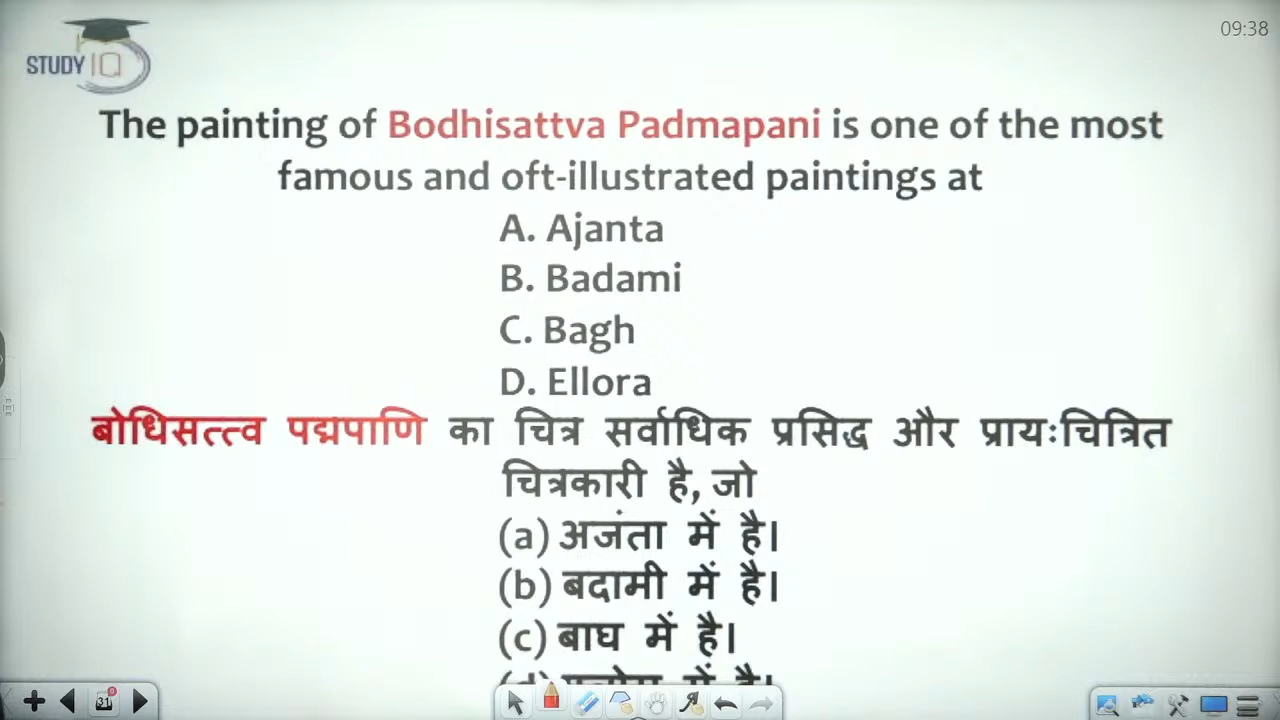 STUDY IQ
09:38
The painting of Bodhisattva Padmapani is one of the most
famous and oft-illustrated paintings at
A. Ajanta
B. Badami
C. Bagh
D. Ellora
बोधिसत्त्व पद्मपाणि का चित्र सर्वाधिक प्रसिद्ध और प्रायःचित्रित
चित्रकारी है, जो
(a) अजंता में है।
(b) बदामी में है।
(c) बाघ में है।
31